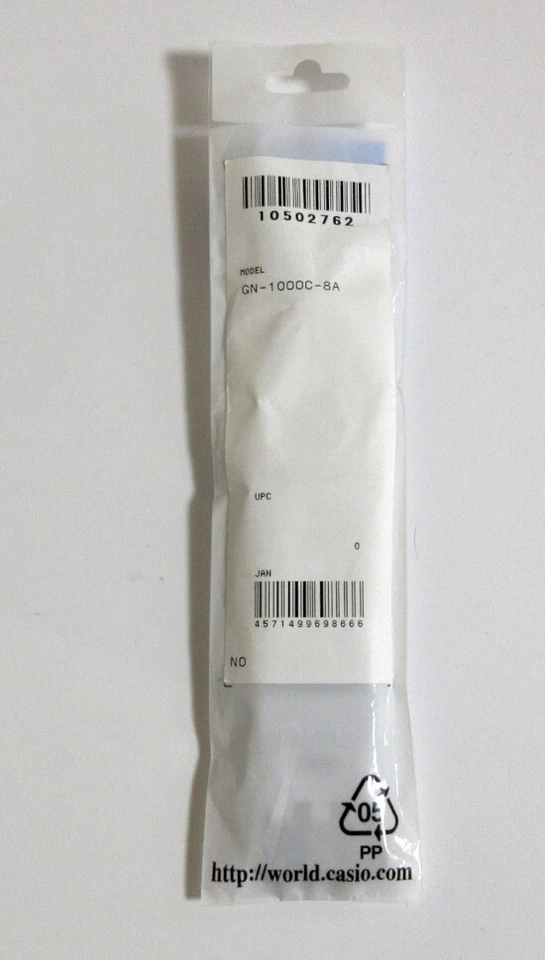 10502762
MODEL
GN-1000C-8A
UPC
0
JAN
4571499698666
NO
05
PP
http://world.casio.com